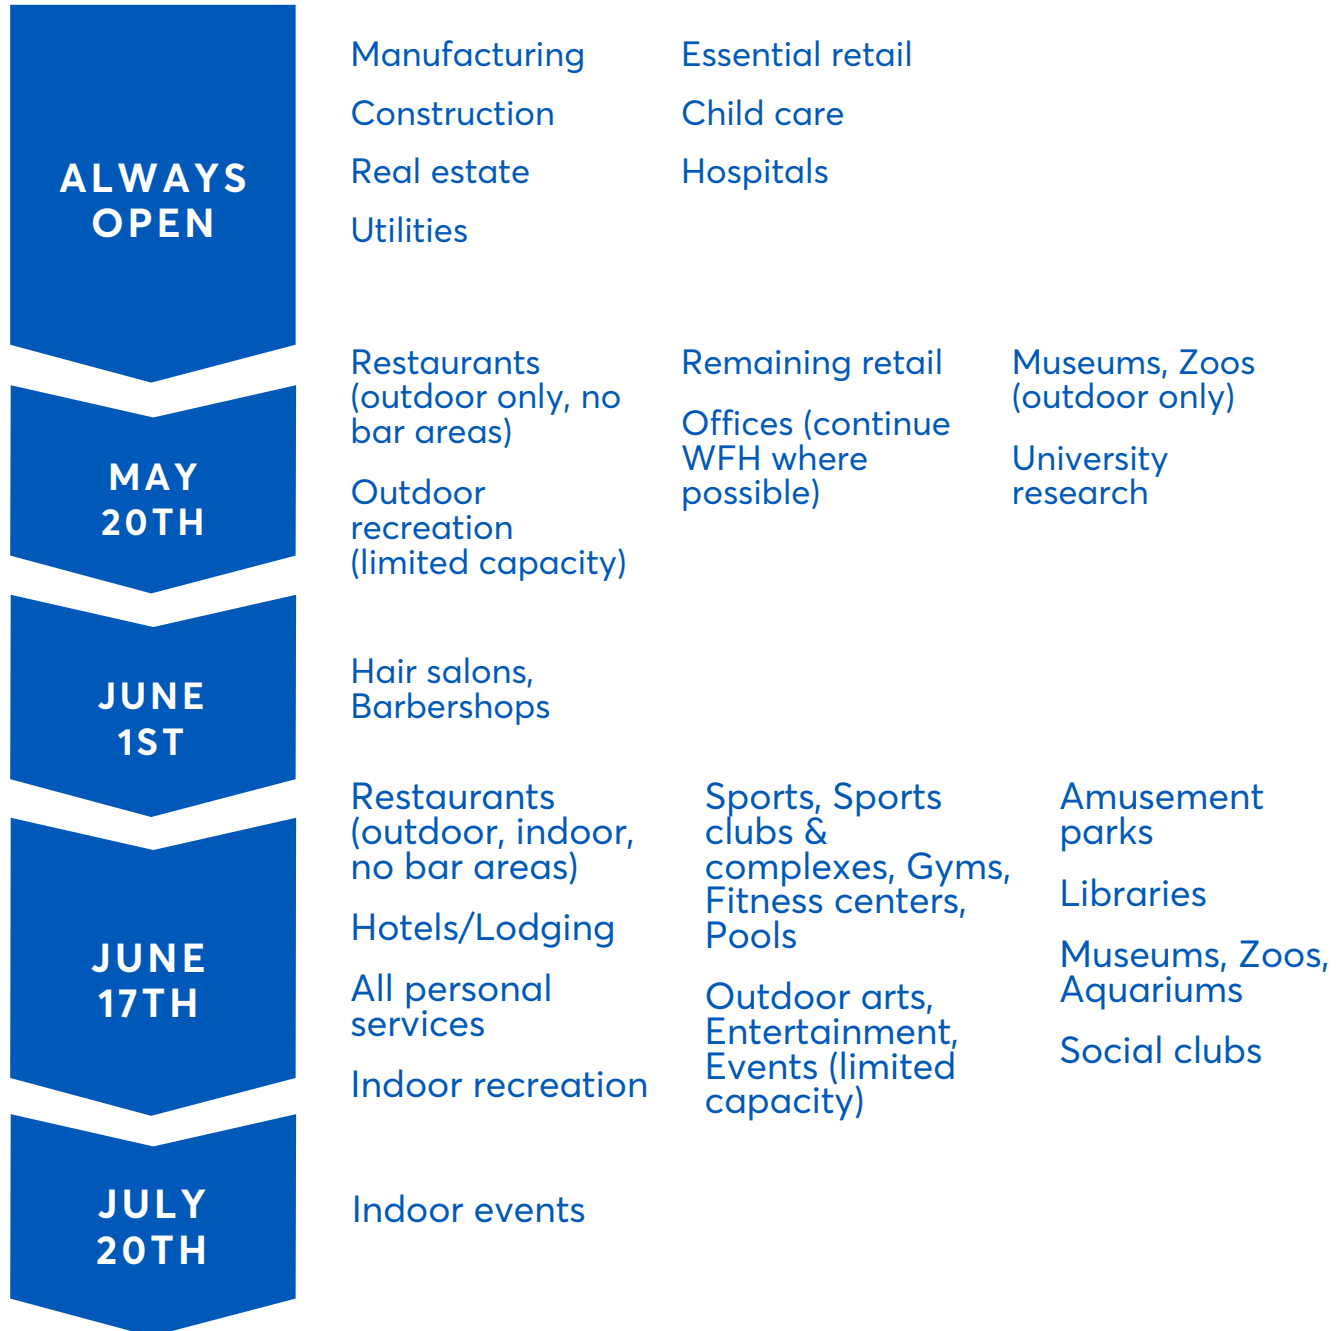 ALWAYS
OPEN
Manufacturing
Construction
Real estate
Utilities
Essential retail
Child care
Hospitals
MAY
20TH
Restaurants
(outdoor only, no
bar areas)
Outdoor
recreation
(limited capacity)
Remaining retail
Offices (continue
WFH where
possible)
Museums, Zoos
(outdoor only)
University
research
JUNE
1ST
Hair salons,
Barbershops
JUNE
17TH
Restaurants
(outdoor, indoor,
no bar areas)
Hotels/Lodging
All personal
services
Indoor recreation
Sports, Sports
clubs &
complexes, Gyms,
Fitness centers,
Pools
Outdoor arts,
Entertainment,
Events (limited
capacity)
Amusement
parks
Libraries
Museums, Zoos,
Aquariums
Social clubs
JULY
20TH
Indoor events